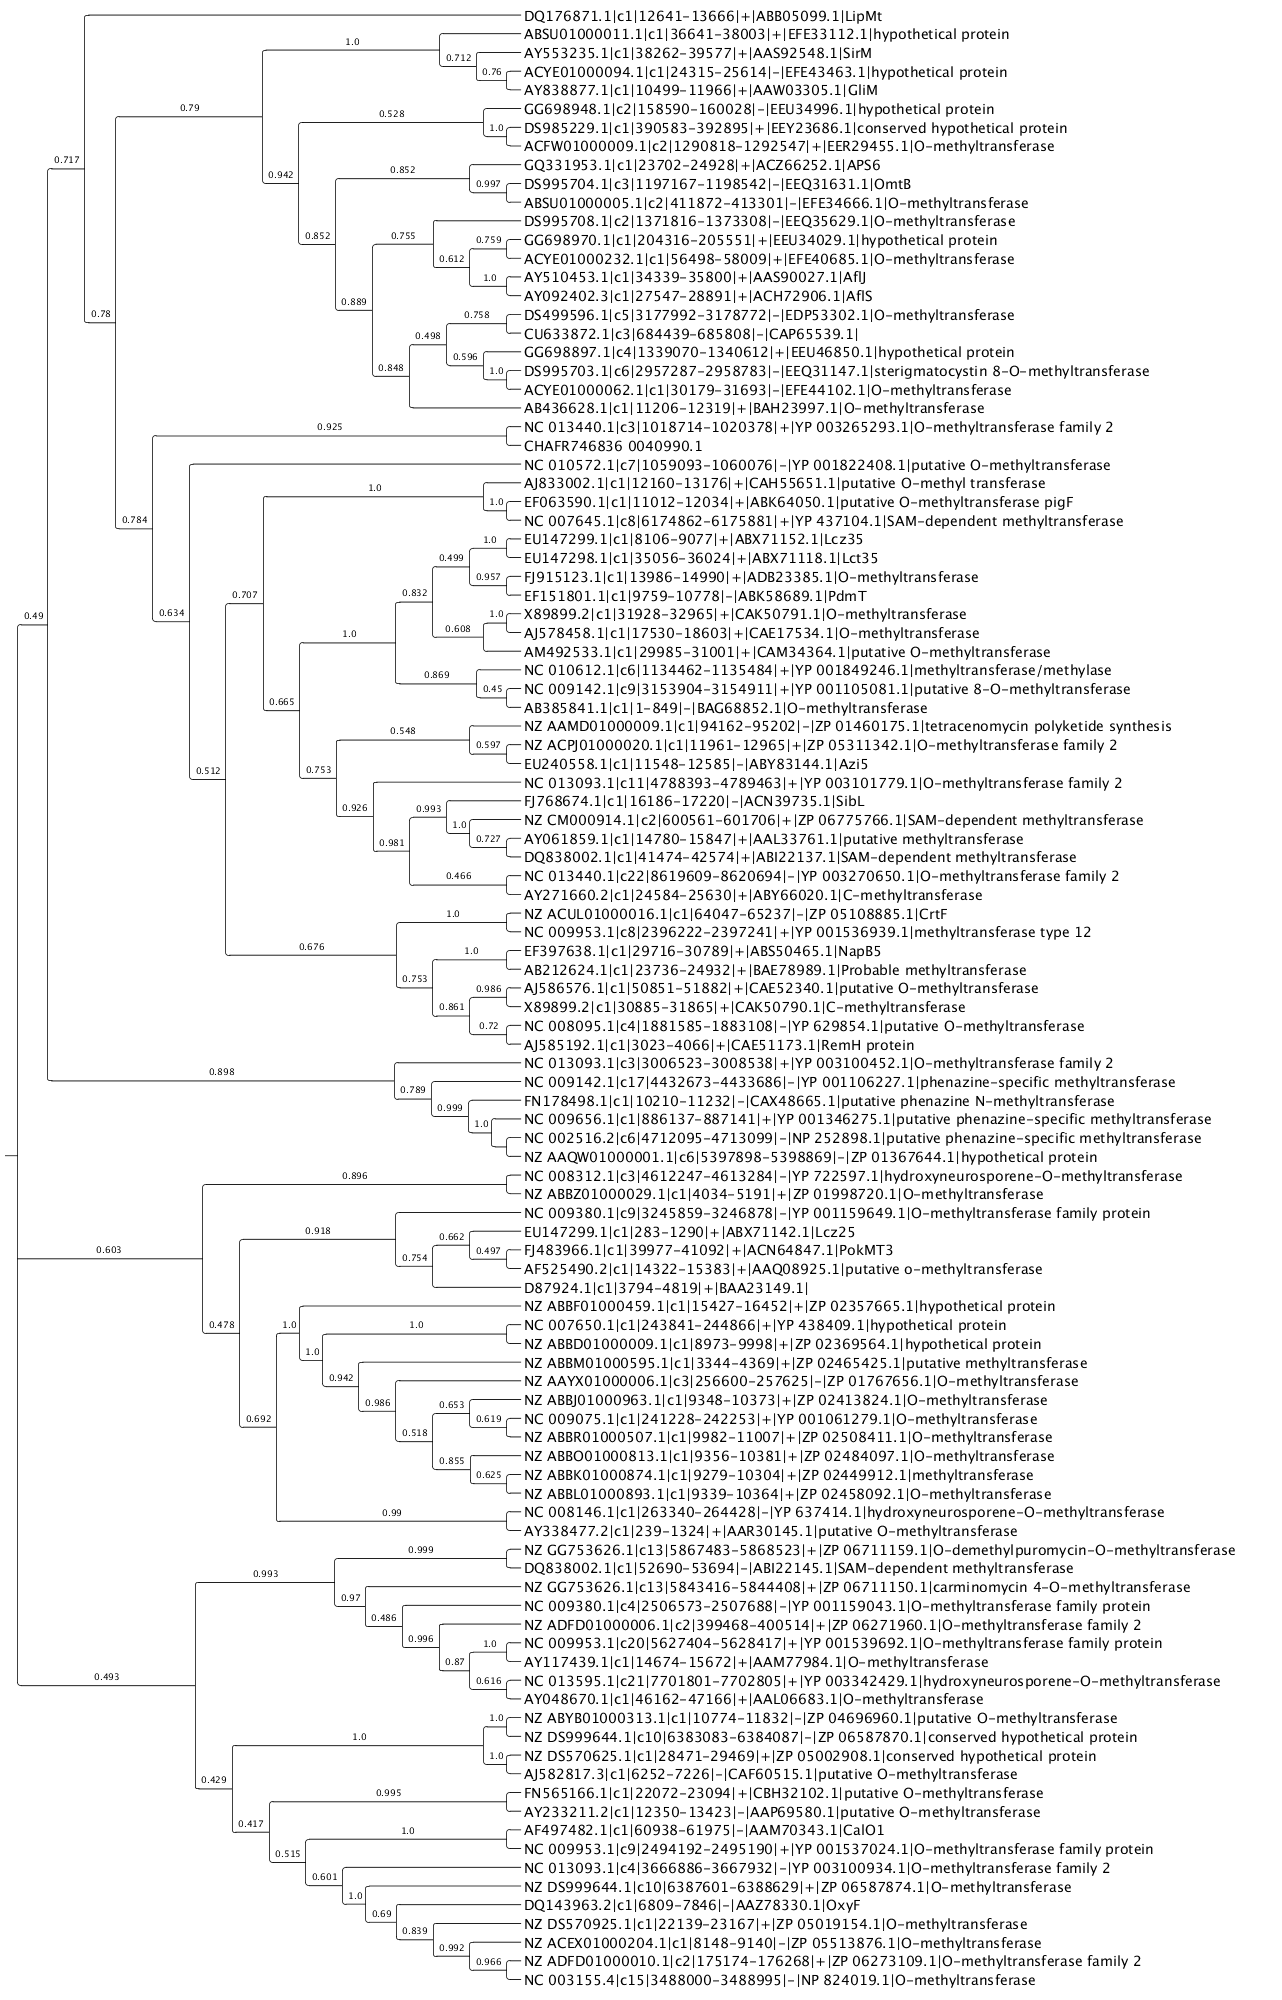 DQ176871.1|c1|12641-13666|+|ABB05099.1|LipMt
ABSU01000011.1|c1|36641-38003|+|EFE33112.1|hypothetical protein
1.0
AY553235.1|c1|38262-39577|+|AAS92548.1|SirM
0.712
ACYE01000094.1|c1|24315-25614|-|EFE43463.1|hypothetical protein
0.76
AY838877.1|c1|10499-11966|+|AAW03305.1|GliM
0.79
GG698948.1|c2|158590-160028|-|EEU34996.1|hypothetical protein
0.528
DS985229.1|c1|390583-392895|+|EEY23686.1|conserved hypothetical protein
1.0
ACFW01000009.1|c2|1290818-1292547|+|EER29455.1|O-methyltransferase
0.717
GQ331953.1|c1|23702-24928|+|ACZ66252.1|APS6
0.852
0.942
DS995704.1|c3|1197167-1198542|-|EEQ31631.1|OmtB
0.997
ABSU01000005.1|c2|411872-413301|-|EFE34666.1|O-methyltransferase
DS995708.1|c2|1371816-1373308|-|EEQ35629.1|O-methyltransferase
0.852
0.755
GG698970.1|c1|204316-205551|+|EEU34029.1|hypothetical protein
0.759
ACYE01000232.1|c1|56498-58009|+|EFE40685.1|O-methyltransferase
0.612
AY510453.1|c1|34339-35800|+|AAS90027.1|AflJ
1.0
AY092402.3|c1|27547-28891|+|ACH72906.1|AflS
0.889
DS499596.1|c5|3177992-3178772|-|EDP53302.1|O-methyltransferase
0.758
0.78
CU633872.1|c3|684439-685808|-|CAP65539.1|
0.498
GG698897.1|c4|1339070-1340612|+|EEU46850.1|hypothetical protein
0.596
DS995703.1|c6|2957287-2958783|-|EEQ31147.1|sterigmatocystin 8-O-methyltransferase
1.0
0.848
ACYE01000062.1|c1|30179-31693|-|EFE44102.1|O-methyltransferase
AB436628.1|c1|11206-12319|+|BAH23997.1|O-methyltransferase
NC 013440.1|c3|1018714-1020378|+|YP 003265293.1|O-methyltransferase family 2
0.925
CHAFR746836 0040990.1
NC 010572.1|c7|1059093-1060076|-|YP 001822408.1|putative O-methyltransferase
AJ833002.1|c1|12160-13176|+|CAH55651.1|putative O-methyl transferase
1.0
EF063590.1|c1|11012-12034|+|ABK64050.1|putative O-methyltransferase pigF
1.0
NC 007645.1|c8|6174862-6175881|+|YP 437104.1|SAM-dependent methyltransferase
0.784
EU147299.1|c1|8106-9077|+|ABX71152.1|Lcz35
1.0
EU147298.1|c1|35056-36024|+|ABX71118.1|Lct35
0.499
FJ915123.1|c1|13986-14990|+|ADB23385.1|O-methyltransferase
0.957
EF151801.1|c1|9759-10778|-|ABK58689.1|PdmT
0.832
0.707
X89899.2|c1|31928-32965|+|CAK50791.1|O-methyltransferase
1.0
0.634
0.49
AJ578458.1|c1|17530-18603|+|CAE17534.1|O-methyltransferase
0.608
1.0
AM492533.1|c1|29985-31001|+|CAM34364.1|putative O-methyltransferase
NC 010612.1|c6|1134462-1135484|+|YP 001849246.1|methyltransferase/methylase
0.869
NC 009142.1|c9|3153904-3154911|+|YP 001105081.1|putative 8-O-methyltransferase
0.45
0.665
AB385841.1|c1|1-849|-|BAG68852.1|O-methyltransferase
NZ AAMD01000009.1|c1|94162-95202|-|ZP 01460175.1|tetracenomycin polyketide synthesis
0.548
NZ ACPJ01000020.1|c1|11961-12965|+|ZP 05311342.1|O-methyltransferase family 2
0.597
EU240558.1|c1|11548-12585|-|ABY83144.1|Azi5
0.753
0.512
NC 013093.1|c11|4788393-4789463|+|YP 003101779.1|O-methyltransferase family 2
FJ768674.1|c1|16186-17220|-|ACN39735.1|SibL
0.926
0.993
NZ CM000914.1|c2|600561-601706|+|ZP 06775766.1|SAM-dependent methyltransferase
1.0
AY061859.1|c1|14780-15847|+|AAL33761.1|putative methyltransferase
0.727
0.981
DQ838002.1|c1|41474-42574|+|ABI22137.1|SAM-dependent methyltransferase
NC 013440.1|c22|8619609-8620694|-|YP 003270650.1|O-methyltransferase family 2
0.466
AY271660.2|c1|24584-25630|+|ABY66020.1|C-methyltransferase
NZ ACUL01000016.1|c1|64047-65237|-|ZP 05108885.1|CrtF
1.0
NC 009953.1|c8|2396222-2397241|+|YP 001536939.1|methyltransferase type 12
0.676
EF397638.1|c1|29716-30789|+|ABS50465.1|NapB5
1.0
AB212624.1|c1|23736-24932|+|BAE78989.1|Probable methyltransferase
0.753
AJ586576.1|c1|50851-51882|+|CAE52340.1|putative O-methyltransferase
0.986
X89899.2|c1|30885-31865|+|CAK50790.1|C-methyltransferase
0.861
NC 008095.1|c4|1881585-1883108|-|YP 629854.1|putative O-methyltransferase
0.72
AJ585192.1|c1|3023-4066|+|CAE51173.1|RemH protein
NC 013093.1|c3|3006523-3008538|+|YP 003100452.1|O-methyltransferase family 2
0.898
NC 009142.1|c17|4432673-4433686|-|YP 001106227.1|phenazine-specific methyltransferase
0.789
FN178498.1|c1|10210-11232|-|CAX48665.1|putative phenazine N-methyltransferase
0.999
NC 009656.1|c1|886137-887141|+|YP 001346275.1|putative phenazine-specific methyltransferase
1.0
NC 002516.2|c6|4712095-4713099|-|NP 252898.1|putative phenazine-specific methyltransferase
NZ AAQW01000001.1|c6|5397898-5398869|-|ZP 01367644.1|hypothetical protein
NC 008312.1|c3|4612247-4613284|-|YP 722597.1|hydroxyneurosporene-O-methyltransferase
0.896
NZ ABBZ01000029.1|c1|4034-5191|+|ZP 01998720.1|O-methyltransferase
NC 009380.1|c9|3245859-3246878|-|YP 001159649.1|O-methyltransferase family protein
0.918
EU147299.1|c1|283-1290|+|ABX71142.1|Lcz25
0.662
0.603
FJ483966.1|c1|39977-41092|+|ACN64847.1|PokMT3
0.497
0.754
AF525490.2|c1|14322-15383|+|AAQ08925.1|putative o-methyltransferase
D87924.1|c1|3794-4819|+|BAA23149.1|
NZ ABBF01000459.1|c1|15427-16452|+|ZP 02357665.1|hypothetical protein
0.478
1.0
NC 007650.1|c1|243841-244866|+|YP 438409.1|hypothetical protein
1.0
NZ ABBD01000009.1|c1|8973-9998|+|ZP 02369564.1|hypothetical protein
1.0
NZ ABBM01000595.1|c1|3344-4369|+|ZP 02465425.1|putative methyltransferase
0.942
NZ AAYX01000006.1|c3|256600-257625|-|ZP 01767656.1|O-methyltransferase
0.986
NZ ABBJ01000963.1|c1|9348-10373|+|ZP 02413824.1|O-methyltransferase
0.653
NC 009075.1|c1|241228-242253|+|YP 001061279.1|O-methyltransferase
0.619
0.692
NZ ABBR01000507.1|c1|9982-11007|+|ZP 02508411.1|O-methyltransferase
0.518
NZ ABBO01000813.1|c1|9356-10381|+|ZP 02484097.1|O-methyltransferase
0.855
NZ ABBK01000874.1|c1|9279-10304|+|ZP 02449912.1|methyltransferase
0.625
NZ ABBL01000893.1|c1|9339-10364|+|ZP 02458092.1|O-methyltransferase
NC 008146.1|c1|263340-264428|-|YP 637414.1|hydroxyneurosporene-O-methyltransferase
0.99
AY338477.2|c1|239-1324|+|AAR30145.1|putative O-methyltransferase
NZ GG753626.1|c13|5867483-5868523|+|ZP 06711159.1|O-demethylpuromycin-O-methyltransferase
0.999
DQ838002.1|c1|52690-53694|-|ABI22145.1|SAM-dependent methyltransferase
0.993
NZ GG753626.1|c13|5843416-5844408|+|ZP 06711150.1|carminomycin 4-O-methyltransferase
0.97
NC 009380.1|c4|2506573-2507688|-|YP 001159043.1|O-methyltransferase family protein
0.486
NZ ADFD01000006.1|c2|399468-400514|+|ZP 06271960.1|O-methyltransferase family 2
0.996
NC 009953.1|c20|5627404-5628417|+|YP 001539692.1|O-methyltransferase family protein
1.0
AY117439.1|c1|14674-15672|+|AAM77984.1|O-methyltransferase
0.87
0.493
NC 013595.1|c21|7701801-7702805|+|YP 003342429.1|hydroxyneurosporene-O-methyltransferase
0.616
AY048670.1|c1|46162-47166|+|AAL06683.1|O-methyltransferase
NZ ABYB01000313.1|c1|10774-11832|-|ZP 04696960.1|putative O-methyltransferase
1.0
NZ DS999644.1|c10|6383083-6384087|-|ZP 06587870.1|conserved hypothetical protein
1.0
NZ DS570625.1|c1|28471-29469|+|ZP 05002908.1|conserved hypothetical protein
1.0
AJ582817.3|c1|6252-7226|-|CAF60515.1|putative O-methyltransferase
0.429
FN565166.1|c1|22072-23094|+|CBH32102.1|putative O-methyltransferase
0.995
AY233211.2|c1|12350-13423|-|AAP69580.1|putative O-methyltransferase
0.417
AF497482.1|c1|60938-61975|-|AAM70343.1|CalO1
1.0
NC 009953.1|c9|2494192-2495190|+|YP 001537024.1|O-methyltransferase family protein
0.515
NC 013093.1|c4|3666886-3667932|-|YP 003100934.1|O-methyltransferase family 2
0.601
NZ DS999644.1|c10|6387601-6388629|+|ZP 06587874.1|O-methyltransferase
1.0
DQ143963.2|c1|6809-7846|-|AAZ78330.1|OxyF
0.69
NZ DS570925.1|c1|22139-23167|+|ZP 05019154.1|O-methyltransferase
0.839
NZ ACEX01000204.1|c1|8148-9140|-|ZP 05513876.1|O-methyltransferase
0.992
NZ ADFD01000010.1|c2|175174-176268|+|ZP 06273109.1|O-methyltransferase family 2
0.966
NC 003155.4|c15|3488000-3488995|-|NP 824019.1|O-methyltransferase